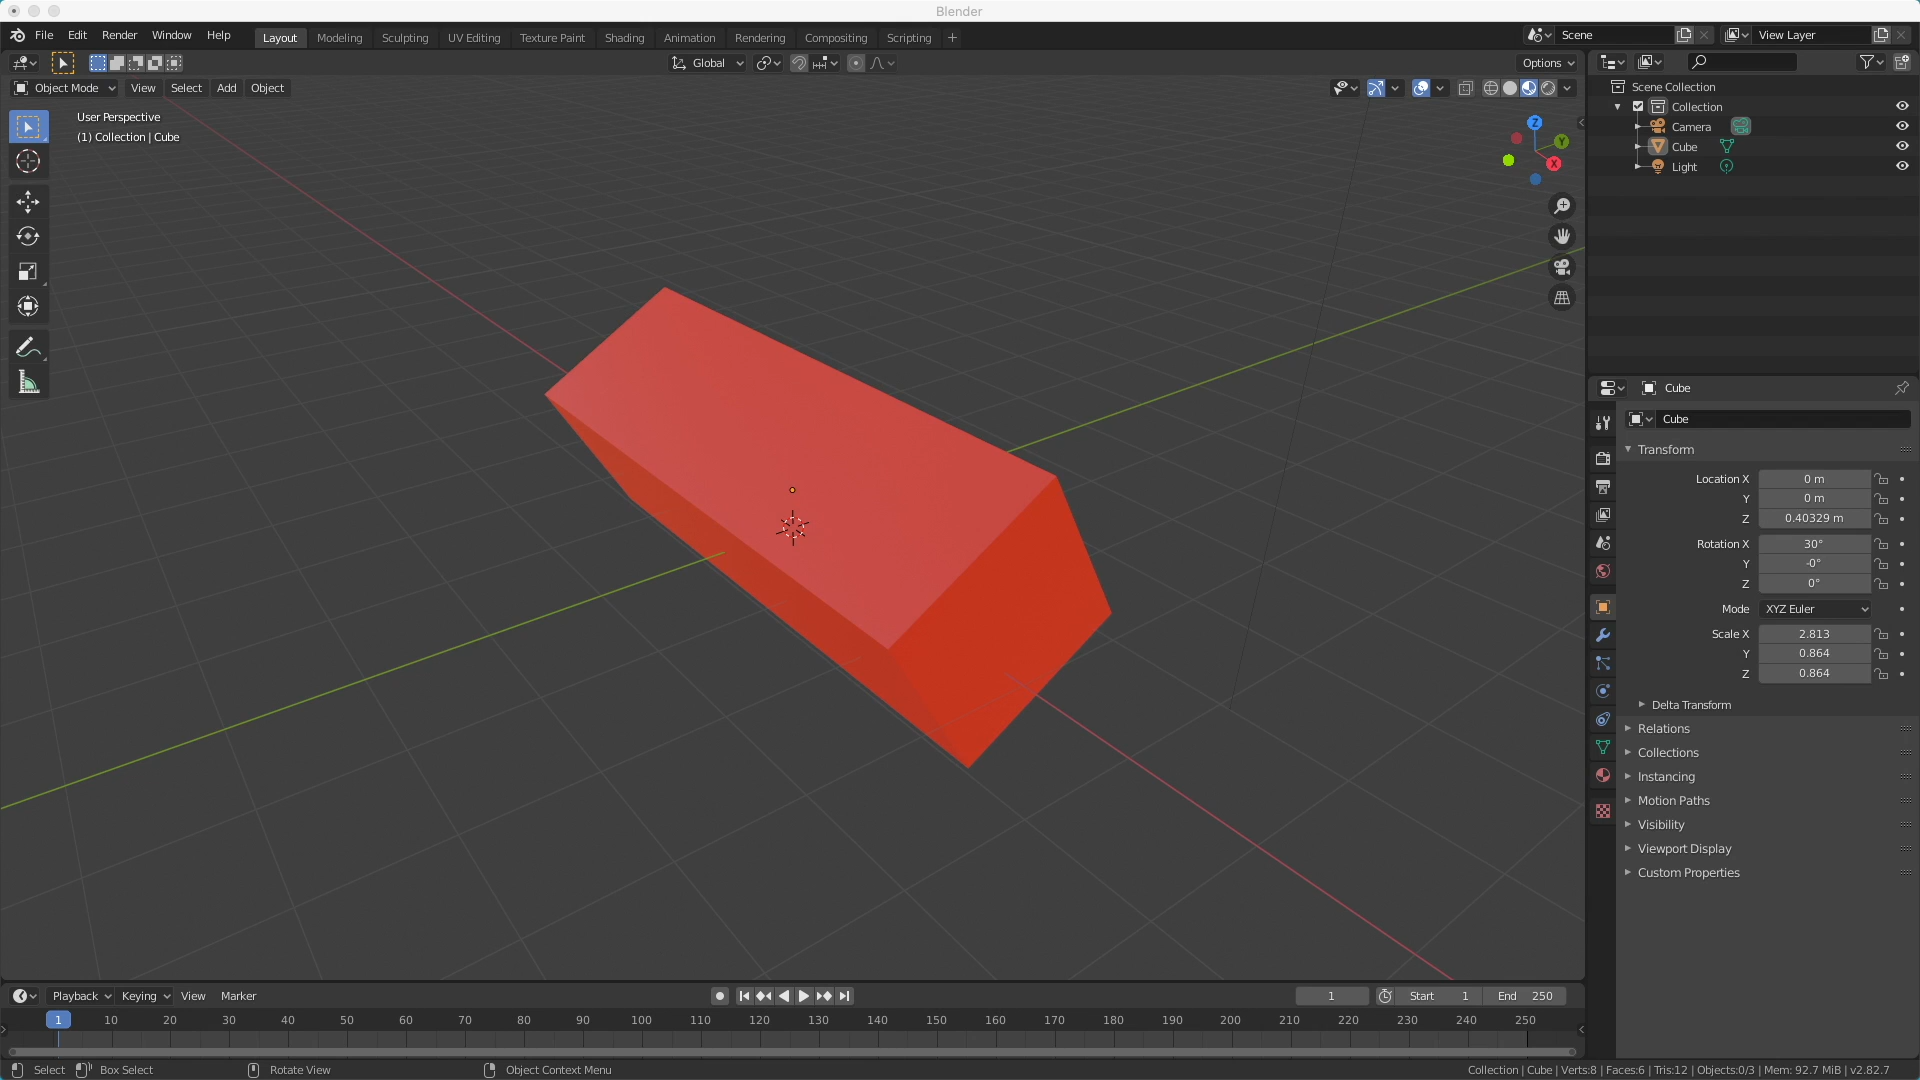 Blender
File Edit Render Window Help
Layout Modeling Sculpting UV Editing Texture Paint Shading Animation Rendering Compositing Scripting +
Scene
View Layer
Global
Options
Object Mode View Select Add Object
User Perspective
(1) Collection | Cube
Z
Y
X
Scene Collection
Collection
Camera
Cube
Light
Cube
Cube
Transform
Location X 0 m
Y 0 m
Z 0.40329 m
Rotation X 30°
Y -0°
Z 0°
Mode XYZ Euler
Scale X 2.813
Y 0.864
Z 0.864
Delta Transform
Relations
Collections
Instancing
Motion Paths
Visibility
Viewport Display
Custom Properties
Playback Keying View Marker
1 Start 1 End 250
1 10 20 30 40 50 60 70 80 90 100 110 120 130 140 150 160 170 180 190 200 210 220 230 240 250
Select Box Select Rotate View Object Context Menu
Collection | Cube | Verts:8 | Faces:6 | Tris:12 | Objects:0/3 | Mem: 92.7 MiB | v2.82.7